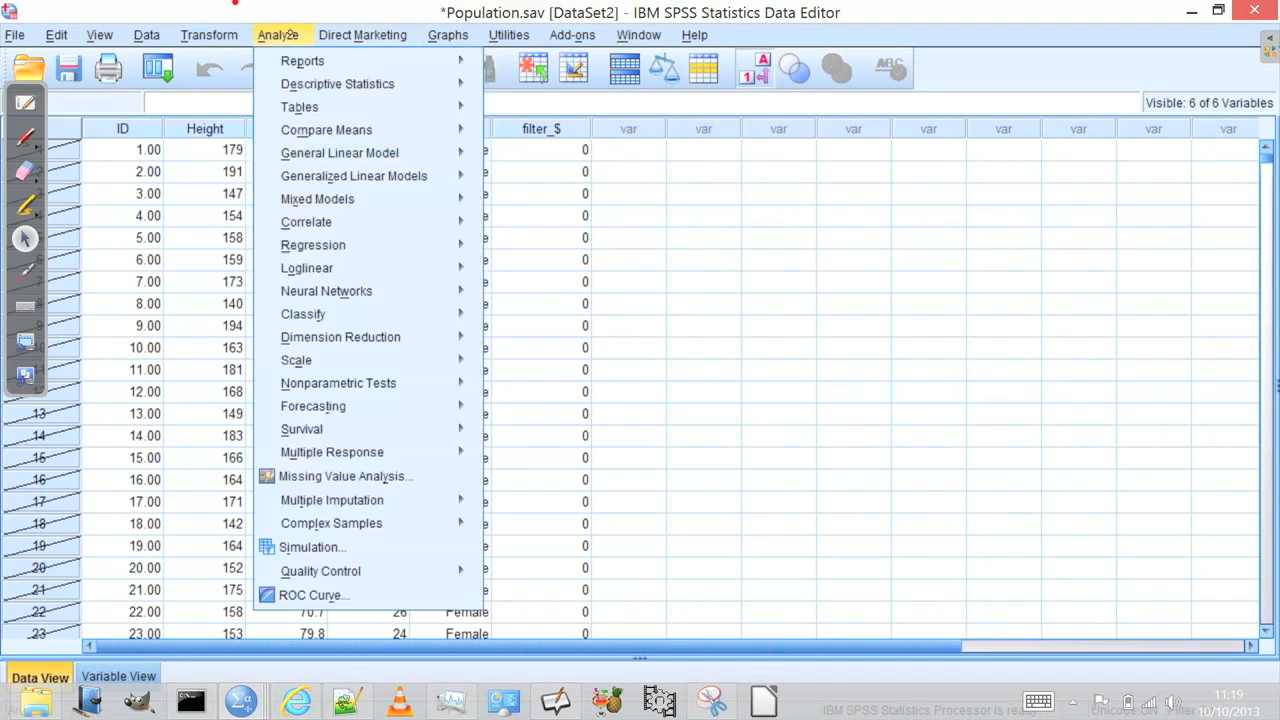 *Population.sav [DataSet2] - IBM SPSS Statistics Data Editor
File Edit View Data Transform Analyze Direct Marketing Graphs Utilities Add-ons Window Help
Visible: 6 of 6 Variables
ID Height filter_$ var var var var var var var var var
Reports
Descriptive Statistics
Tables
Compare Means
General Linear Model
Generalized Linear Models
Mixed Models
Correlate
Regression
Loglinear
Neural Networks
Classify
Dimension Reduction
Scale
Nonparametric Tests
Forecasting
Survival
Multiple Response
Missing Value Analysis...
Multiple Imputation
Complex Samples
Simulation...
Quality Control
ROC Curve...
1.00 179 0
2.00 191 0
3.00 147 0
4.00 154 0
5.00 158 0
6.00 159 0
7.00 173 0
8.00 140 0
9.00 194 0
10.00 163 0
11.00 181 0
12.00 168 0
13 13.00 149 0
14 14.00 183 0
15 15.00 166 0
16 16.00 164 0
17 17.00 171 0
18 18.00 142 0
19 19.00 164 0
20 20.00 152 0
21 21.00 175 0
22 22.00 158 70.7 26 Female 0
23 23.00 153 79.8 24 Female 0
Data View Variable View
IBM SPSS Statistics Processor is ready Unicode:ON Filter
11:19
10/10/2013